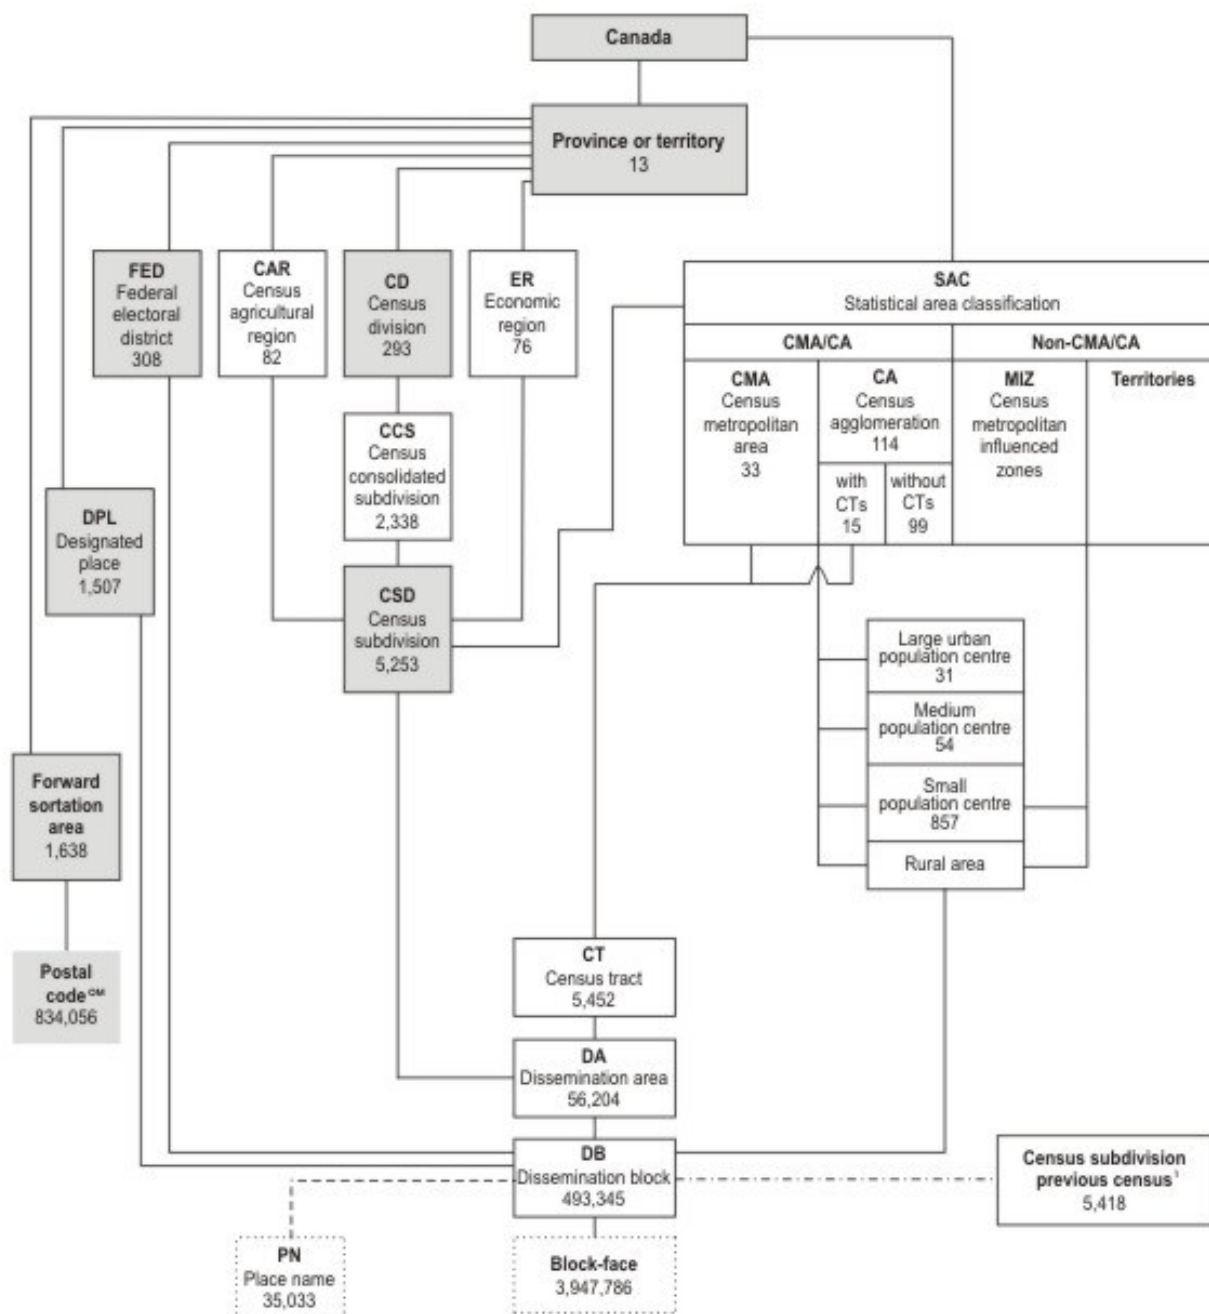 Canada
Province or territory
13
FED
Federal
electoral
district
308
CAR
Census
agricultural
region
82
CD
Census
division
293
ER
Economic
region
76
SAC
Statistical area classification
CMA/CA
Non-CMA/CA
CMA
Census
metropolitan
area
33
CA
Census
agglomeration
114
with
CTs
15
without
CTs
99
MIZ
Census
metropolitan
influenced
zones
Territories
CCS
Census
consolidated
subdivision
2,338
DPL
Designated
place
1,507
CSD
Census
subdivision
5,253
Large urban
population centre
31
Medium
population centre
54
Small
population centre
857
Rural area
Forward
sortation
area
1,638
Postal
code
834,056
CT
Census tract
5,452
DA
Dissemination area
56,204
DB
Dissemination block
493,345
Census subdivision
previous census¹
5,418
PN
Place name
35,033
Block-face
3,947,786